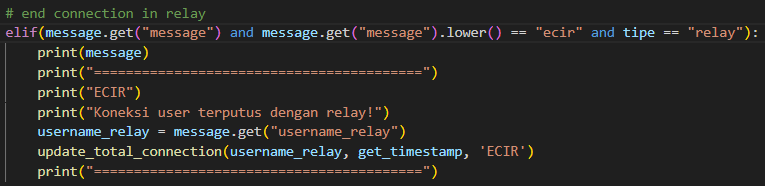 # end connection in relay
elif(message.get("message") and message.get("message").lower() == "ecir" and tipe == "relay"):
    print(message)
    print("=========================================")
    print("ECIR")
    print("Koneksi user terputus dengan relay!")
    username_relay = message.get("username_relay")
    update_total_connection(username_relay, get_timestamp, 'ECIR')
    print("=========================================")